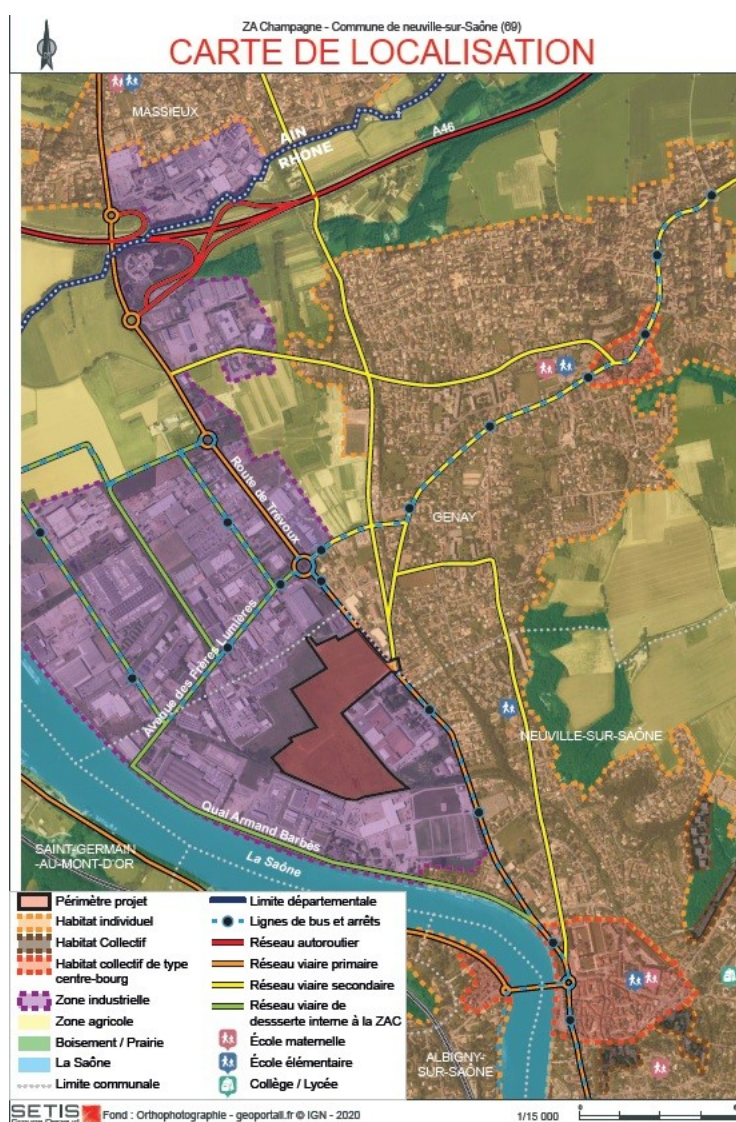 ZA Champagne - Commune de neuville-sur-Saône (69)
CARTE DE LOCALISATION
MASSIEUX
AIN
RHONE
A46
Route de Trévoux
GENAY
Avenue des Frères Lumières
NEUVILLE-SUR-SAÔNE
Quai Armand Barbès
La Saône
SAINT-GERMAIN
-AU-MONT-D'OR
ALBIGNY-
SUR-SAÔNE
Périmètre projet
Habitat individuel
Habitat Collectif
Habitat collectif de type
centre-bourg
Zone industrielle
Zone agricole
Boisement / Prairie
La Saône
Limite communale
Limite départementale
Lignes de bus et arrêts
Réseau autoroutier
Réseau viaire primaire
Réseau viaire secondaire
Réseau viaire de
dessserte interne à la ZAC
École maternelle
École élémentaire
Collège / Lycée
SETIS
Fond : Orthophotographie - geoportail.fr © IGN - 2020
1/15 000
0